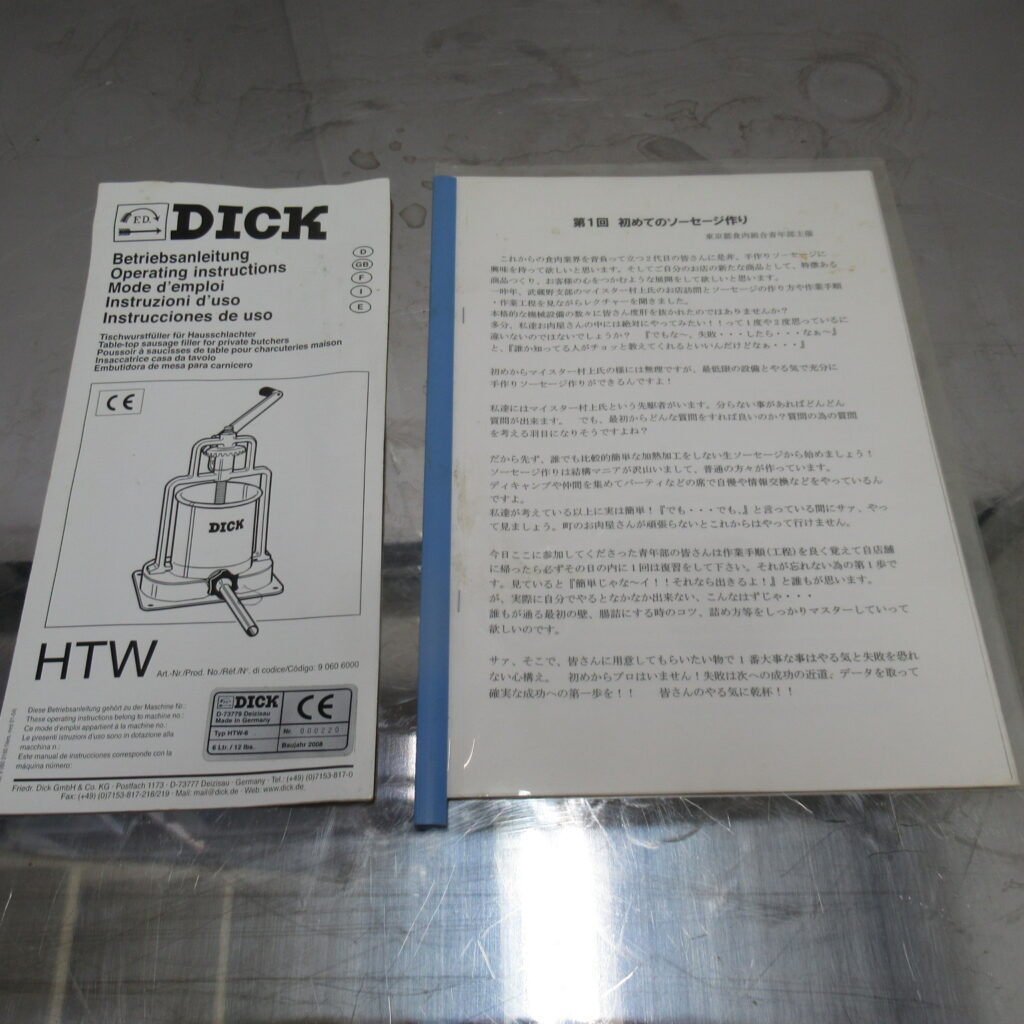 F.D.
DICK
Betriebsanleitung
Operating instructions
Mode d'emploi
Instruzioni d'uso
Instrucciones de uso
D
GB
F
I
E
Tischwurstfüller für Hausschlachter
Table-top sausage filler for private butchers
Poussoir à saucisses de table pour charcuteries maison
Insaccatrice casa da tavolo
Embutidora de mesa para carnicero
CE
DICK
HTW
Art.-Nr./Prod. No./Réf./N°. di codice/Código: 9 060 6000
Diese Betriebsanleitung gehört zu der Maschine Nr.:
These operating instructions belong to machine no.:
Ce mode d'emploi appartient à la machine no.:
Le presenti istruzioni d'uso sono in dotazione alla
macchina n.:
Este manual de instrucciones corresponde con la
máquina número:
DICK
D-73779 Deizisau
Made in Germany
CE
Typ HTW-6
Nr. 000220
6 Ltr. / 12 lbs.
Baujahr 2008
Friedr. Dick GmbH & Co. KG · Postfach 1173 · D-73777 Deizisau · Germany · Tel.: (+49) (0)7153-817-0
Fax: (+49) (0)7153-817-218/219 · Mail: mail@dick.de · Web: www.dick.de
第1回 初めてのソーセージ作り
東京都食肉組合青年部主催
これからの食肉業界を背負って立つ2代目の皆さんに是非、手作りソーセージに
興味を持って欲しいと思います。そしてご自分のお店の新たな商品として、特徴ある
商品つくり、お客様の心をつかむような展開をして欲しいと思います。
一昨年、武蔵野支部のマイスター村上氏のお店訪問とソーセージの作り方や作業手順
・作業工程を見ながらレクチャーを聞きました。
本格的な機械設備の数々に皆さん度肝を抜かれたのではありませんか?
多分、私達お肉屋さんの中には絶対にやってみたい!!って1度や2度思っているに
違いないのではないでしょうか? 『でもな~、失敗・・・したら・・・なぁ~』
と、『誰か知ってる人がチョッと教えてくれるといいんだけどなぁ・・・』
初めからマイスター村上氏の様には無理ですが、最低限の設備とやる気で充分に
手作りソーセージ作りができるんですよ!
私達にはマイスター村上氏という先駆者がいます。分らない事があればどんどん
質問が出来ます。 でも、最初からどんな質問をすれば良いのか?質問の為の質問
を考える羽目になりそうですよね?
だから先ず、誰でも比較的簡単な加熱加工をしない生ソーセージから始めましょう!
ソーセージ作りは結構マニアが沢山いまして、普通の方々が作っています。
ディキャンプや仲間を集めてパーティなどの席で自慢や情報交換などをやっているん
ですよ。
私達が考えている以上に実は簡単!『でも・・・でも、』と言っている間にサァ、やっ
て見ましょう。町のお肉屋さんが頑張らないとこれからはやって行けません。
今日ここに参加してくださった青年部の皆さんは作業手順(工程)を良く覚えて自店舗
に帰ったら必ずその日の内に1回は復習をして下さい。それが忘れない為の第1歩で
す。見ていると『簡単じゃな~イ!!それなら出きるよ!』と誰もが思います。
が、実際に自分でやるとなかなか出来ない、こんなはずじゃ・・・
誰もが通る最初の壁、腸詰にする時のコツ、詰め方等をしっかりマスターしていって
欲しいのです。
サァ、そこで、皆さんに用意してもらいたい物で1番大事な事はやる気と失敗を恐れ
ない心構え。 初めからプロはいません!失敗は次への成功の近道、データを取って
確実な成功への第一歩を!! 皆さんのやる気に乾杯!!